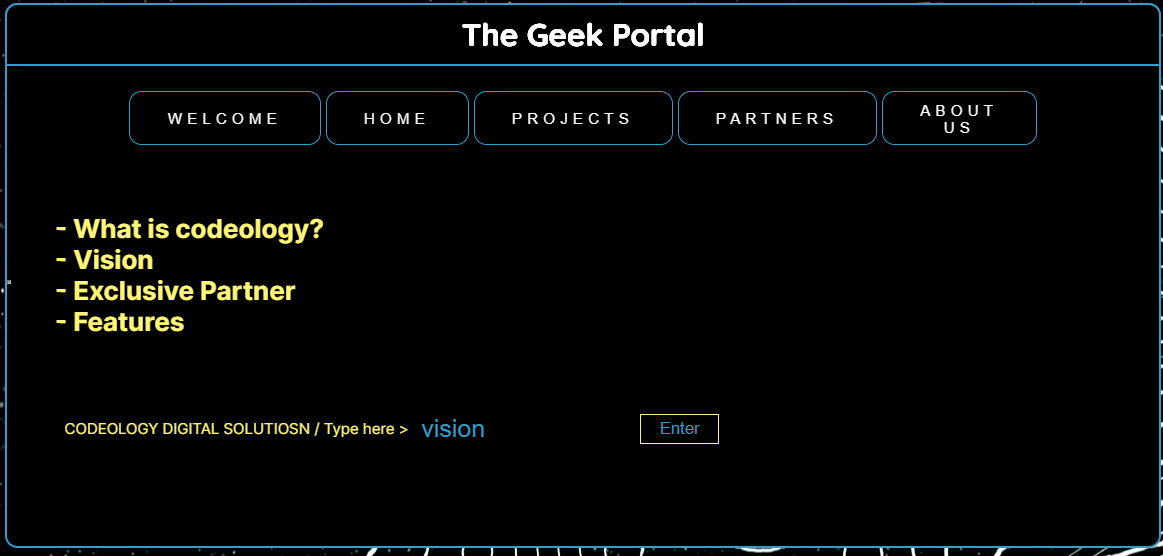 The Geek Portal
WELCOME HOME PROJECTS PARTNERS ABOUT
US
- What is codeology?
- Vision
- Exclusive Partner
- Features
CODEOLOGY DIGITAL SOLUTIOSN / Type here > vision Enter